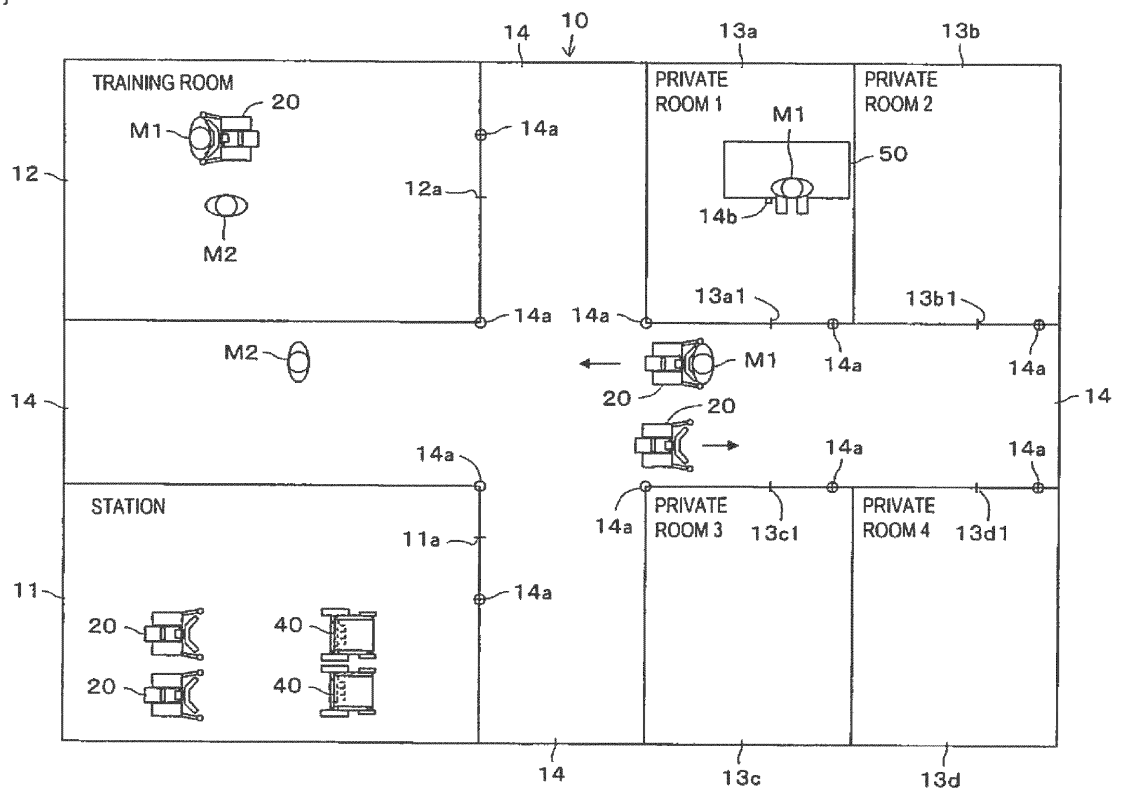 10
14
13a
13b
TRAINING ROOM
PRIVATE
ROOM 1
PRIVATE
ROOM 2
20
M1
14a
M1
50
12
12a
14b
M2
13a1
13b1
14a
14a
M2
M1
14a
14a
20
14
20
14
14a
14a
14a
STATION
14a
PRIVATE
ROOM 3
13c1
PRIVATE
ROOM 4
13d1
11a
11
14a
20
40
20
40
14
13c
13d